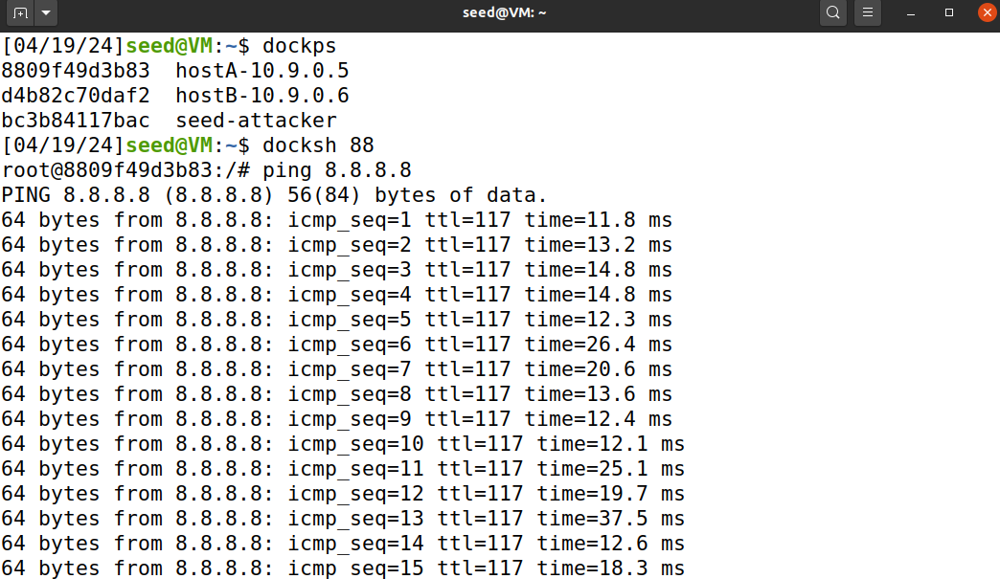 seed@VM: ~
[04/19/24]seed@VM:~$ dockps
8809f49d3b83  hostA-10.9.0.5
d4b82c70daf2  hostB-10.9.0.6
bc3b84117bac  seed-attacker
[04/19/24]seed@VM:~$ docksh 88
root@8809f49d3b83:/# ping 8.8.8.8
PING 8.8.8.8 (8.8.8.8) 56(84) bytes of data.
64 bytes from 8.8.8.8: icmp_seq=1 ttl=117 time=11.8 ms
64 bytes from 8.8.8.8: icmp_seq=2 ttl=117 time=13.2 ms
64 bytes from 8.8.8.8: icmp_seq=3 ttl=117 time=14.8 ms
64 bytes from 8.8.8.8: icmp_seq=4 ttl=117 time=14.8 ms
64 bytes from 8.8.8.8: icmp_seq=5 ttl=117 time=12.3 ms
64 bytes from 8.8.8.8: icmp_seq=6 ttl=117 time=26.4 ms
64 bytes from 8.8.8.8: icmp_seq=7 ttl=117 time=20.6 ms
64 bytes from 8.8.8.8: icmp_seq=8 ttl=117 time=13.6 ms
64 bytes from 8.8.8.8: icmp_seq=9 ttl=117 time=12.4 ms
64 bytes from 8.8.8.8: icmp_seq=10 ttl=117 time=12.1 ms
64 bytes from 8.8.8.8: icmp_seq=11 ttl=117 time=25.1 ms
64 bytes from 8.8.8.8: icmp_seq=12 ttl=117 time=19.7 ms
64 bytes from 8.8.8.8: icmp_seq=13 ttl=117 time=37.5 ms
64 bytes from 8.8.8.8: icmp_seq=14 ttl=117 time=12.6 ms
64 bytes from 8.8.8.8: icmp_seq=15 ttl=117 time=18.3 ms